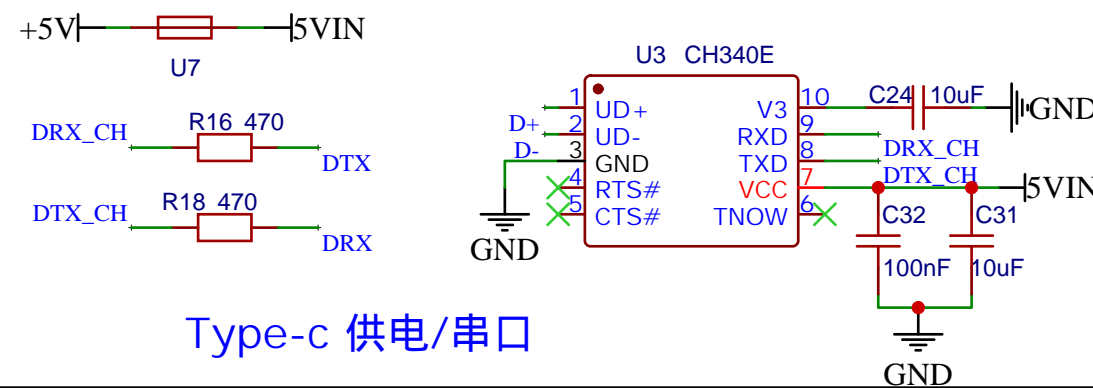 +5V
5VIN
U7
DRX_CH
R16 470
DTX
DTX_CH
R18 470
DRX
U3 CH340E
1
UD+
D+
2
UD-
D-
3
GND
4
RTS#
5
CTS#
GND
V3
10
C24
10uF
GND
RXD
9
DRX_CH
TXD
8
DTX_CH
VCC
7
5VIN
TNOW
6
C32
100nF
C31
10uF
GND
Type-c 供电/串口